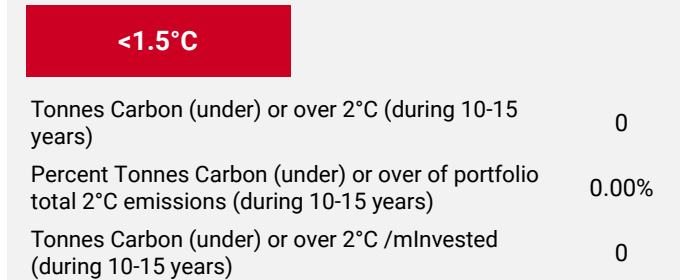 <1.5°C
Tonnes Carbon (under) or over 2°C (during 10-15
years)
0
Percent Tonnes Carbon (under) or over of portfolio
total 2°C emissions (during 10-15 years)
0.00%
Tonnes Carbon (under) or over 2°C /mInvested
(during 10-15 years)
0